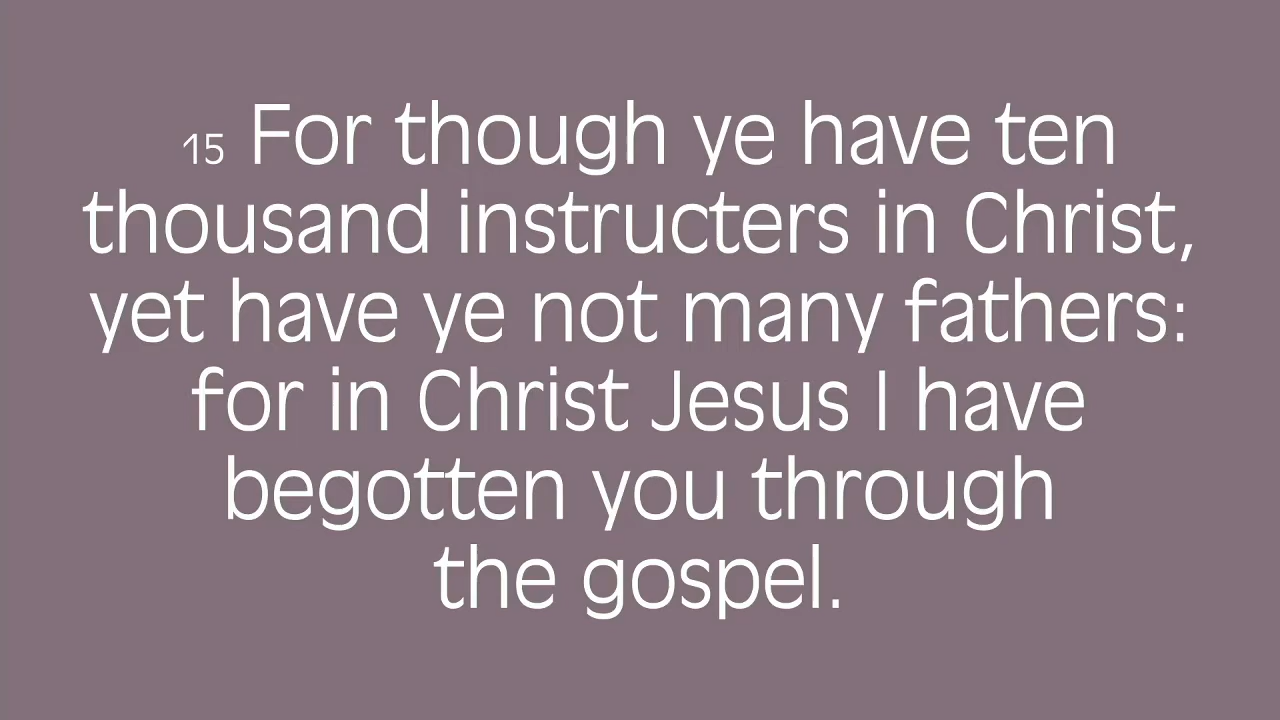 15 For though ye have ten
thousand instructers in Christ,
yet have ye not many fathers:
for in Christ Jesus I have
begotten you through
the gospel.